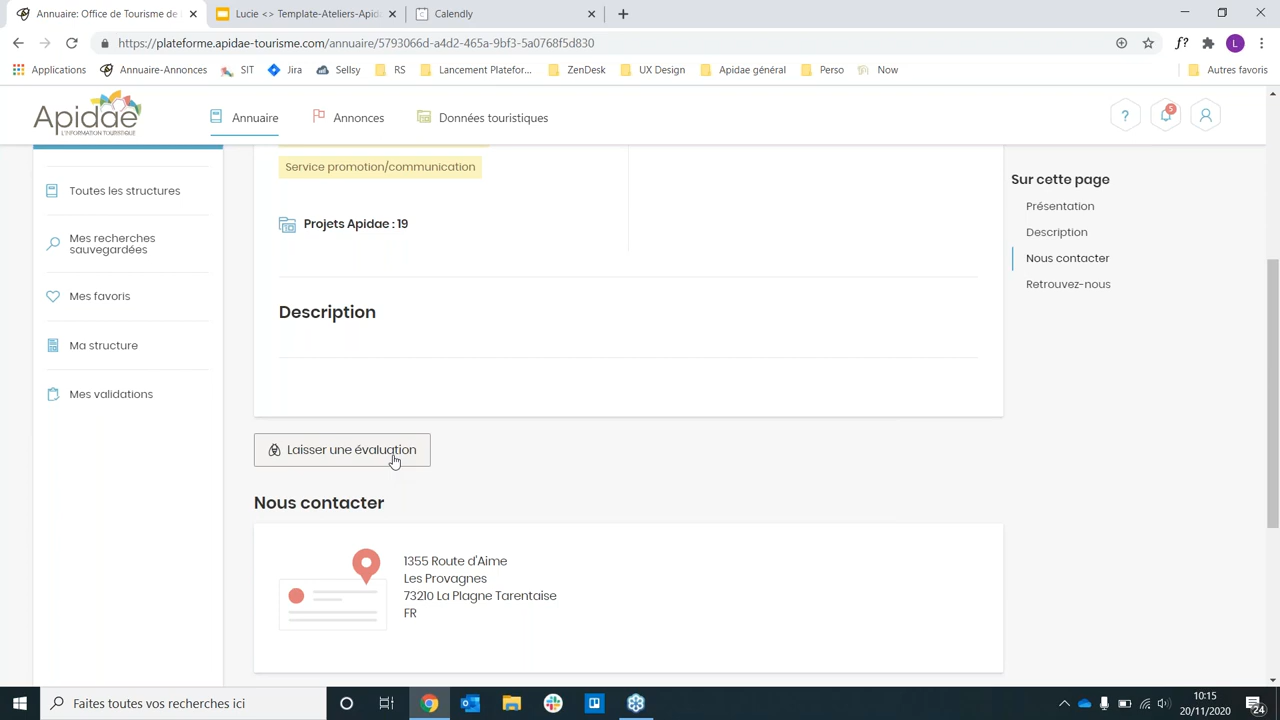 Annuaire: Office de Tourisme de
Lucie <> Template-Ateliers-Apida
Calendly
https://plateforme.apidae-tourisme.com/annuaire/5793066d-a4d2-465a-9bf3-5a0768f5d830
f?
L
Applications
Annuaire-Annonces
SIT
Jira
Sellsy
RS
Lancement Platefor...
ZenDesk
UX Design
Apidae général
Perso
Now
Autres favoris
Apidae
L'INFORMATION TOURISTIQUE
Annuaire
Annonces
Données touristiques
?
5
Toutes les structures
Mes recherches
sauvegardées
Mes favoris
Ma structure
Mes validations
Service promotion/communication
Projets Apidae : 19
Description
Laisser une évaluation
Nous contacter
1355 Route d'Aime
Les Provagnes
73210 La Plagne Tarentaise
FR
Sur cette page
Présentation
Description
Nous contacter
Retrouvez-nous
Faites toutes vos recherches ici
10:15
20/11/2020
24